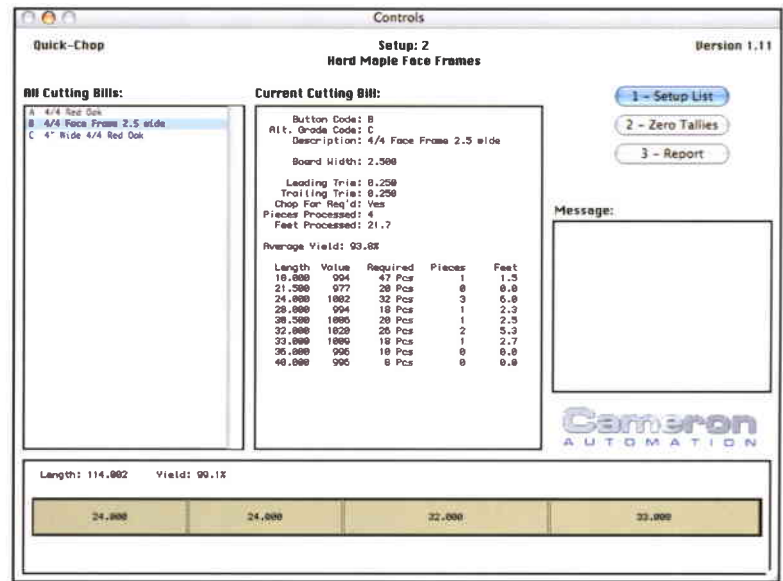 Controls
Quick-Chop
Setup: 2
Version 1.11
Hard Maple Face Frames
All Cutting Bills:
A 4/4 Red Oak
B 4/4 Face Frame 2.5 wide
C 4" Wide 4/4 Red Oak
Current Cutting Bill:
Button Code: B
Alt. Grade Code: C
Description: 4/4 Face Frame 2.5 wide
Board Width: 2.500
Leading Trim: 0.250
Trailing Trim: 0.250
Chop For Req'd: Yes
Pieces Processed: 4
Feet Processed: 21.7
Average Yield: 93.8%
Length Value Required Pieces Feet
18.000 994 47 Pcs 1 1.5
21.500 977 20 Pcs 0 0.0
24.000 1002 32 Pcs 3 6.0
28.000 994 18 Pcs 1 2.3
30.500 1006 20 Pcs 1 2.5
32.000 1020 26 Pcs 2 5.3
33.000 1009 18 Pcs 1 2.7
36.000 996 10 Pcs 0 0.0
40.000 996 8 Pcs 0 0.0
1 - Setup List
2 - Zero Tallies
3 - Report
Message:
Cameron
AUTOMATION
Length: 114.002 Yield: 99.1%
24.000 24.000 32.000 33.000